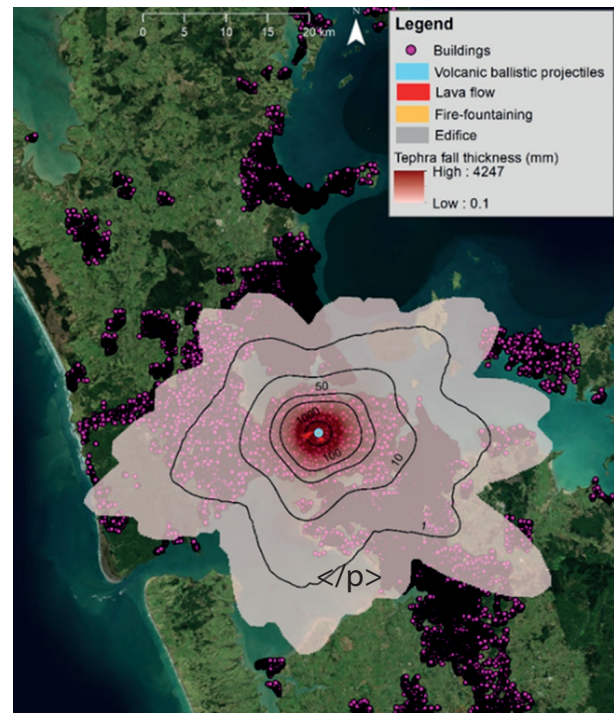 0 5 10 20 km
N
Legend
Buildings
Volcanic ballistic projectiles
Lava flow
Fire-fountaining
Edifice
Tephra fall thickness (mm)
High : 4247
Low : 0.1
50
1000
100
10
1
</p>